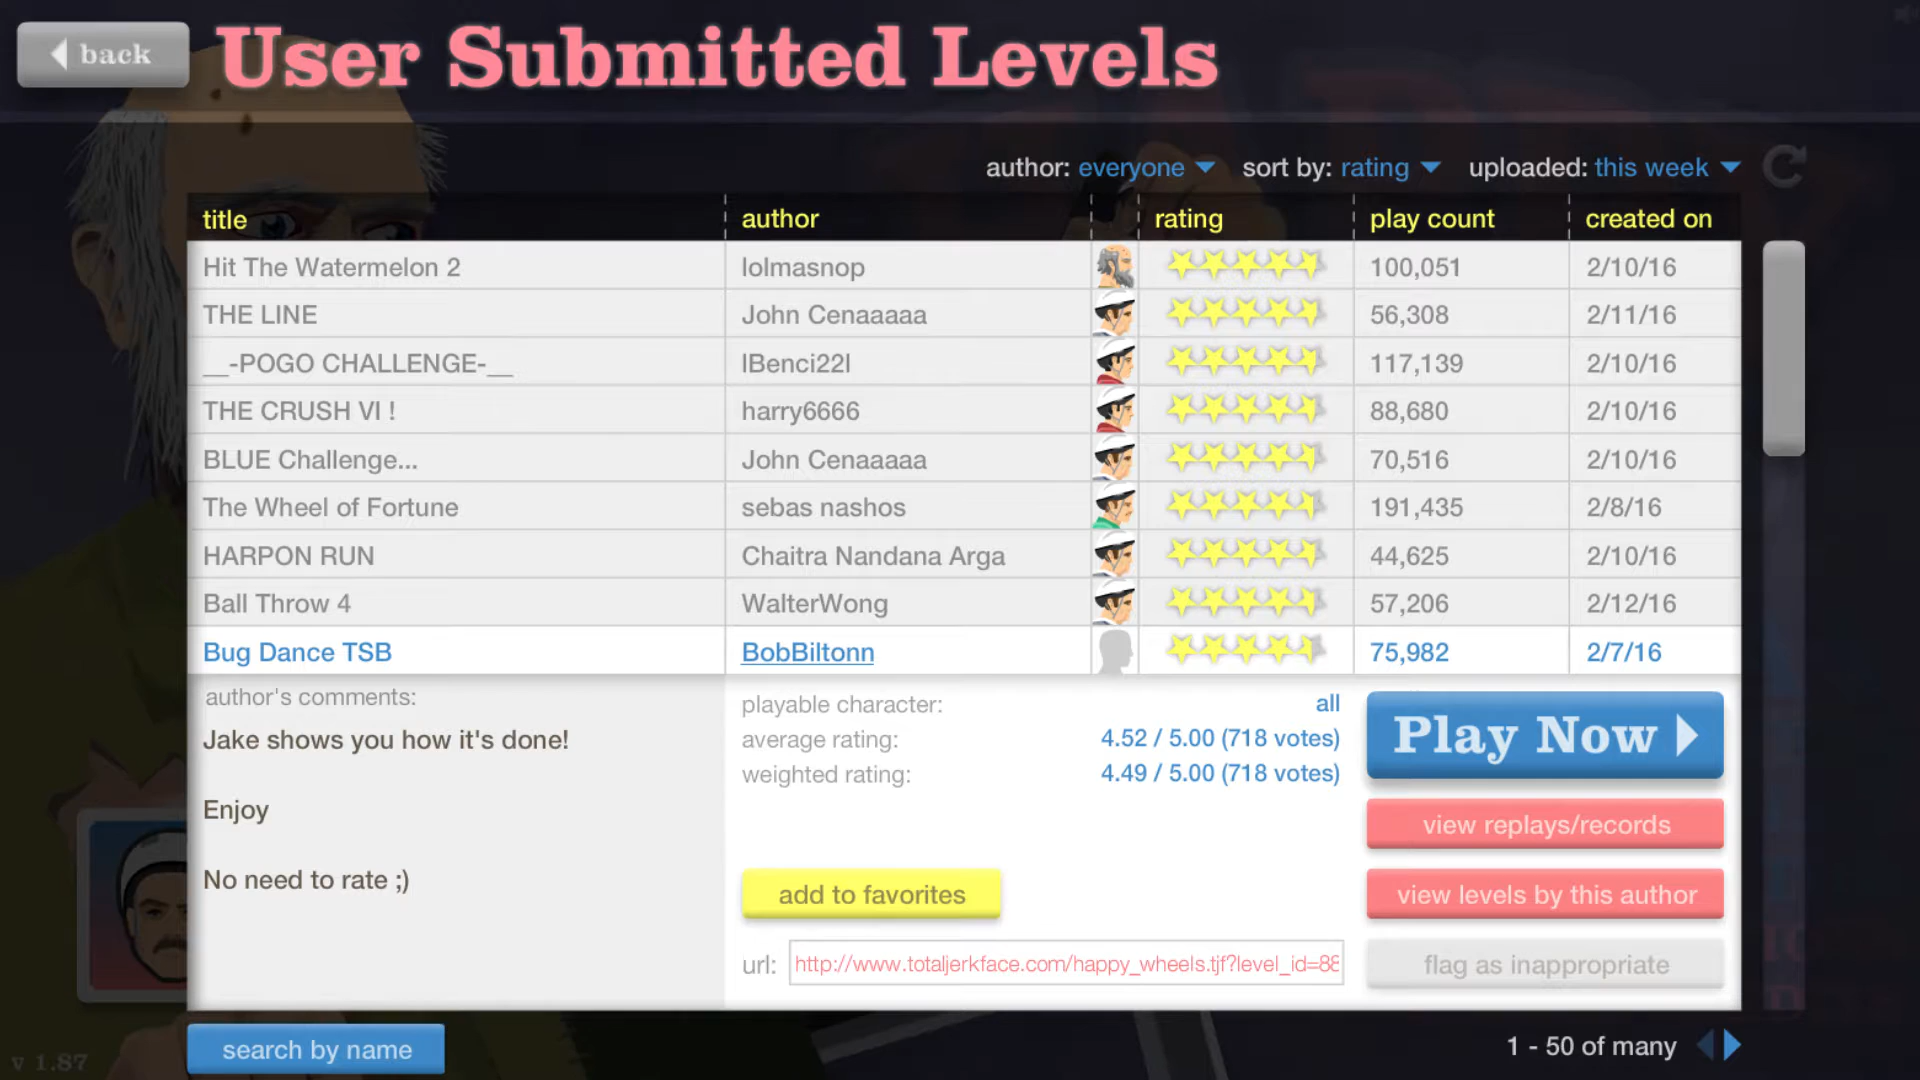 back
User Submitted Levels
author: everyone sort by: rating uploaded: this week
title author rating play count created on
Hit The Watermelon 2 lolmasnop 100,051 2/10/16
THE LINE John Cenaaaaa 56,308 2/11/16
__-POGO CHALLENGE-__ IBenci22I 117,139 2/10/16
THE CRUSH VI ! harry6666 88,680 2/10/16
BLUE Challenge... John Cenaaaaa 70,516 2/10/16
The Wheel of Fortune sebas nashos 191,435 2/8/16
HARPON RUN Chaitra Nandana Arga 44,625 2/10/16
Ball Throw 4 WalterWong 57,206 2/12/16
Bug Dance TSB BobBiltonn 75,982 2/7/16
author's comments:
Jake shows you how it's done!
Enjoy
No need to rate ;)
playable character: all
average rating: 4.52 / 5.00 (718 votes)
weighted rating: 4.49 / 5.00 (718 votes)
add to favorites
url: http://www.totaljerkface.com/happy_wheels.tjf?level_id=88
Play Now
view replays/records
view levels by this author
flag as inappropriate
search by name
1 - 50 of many
v 1.87